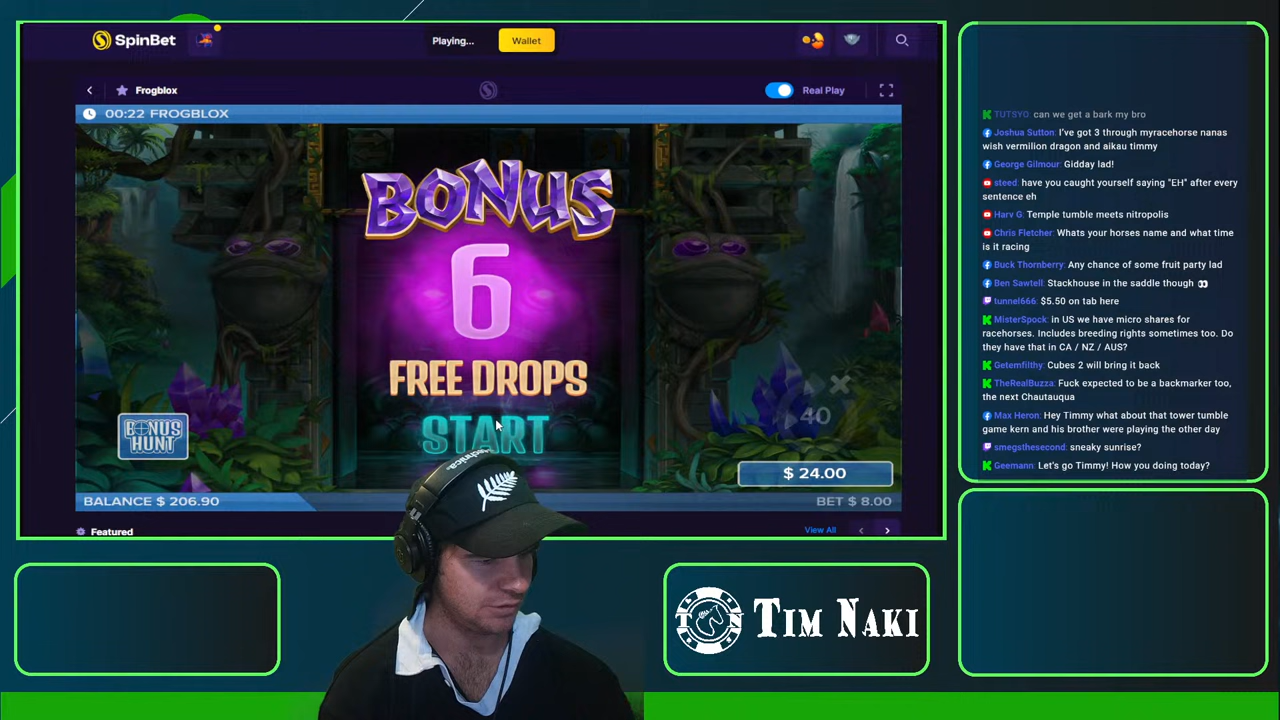 SpinBet
Playing...
Wallet
Frogblox
Real Play
00:22 FROGBLOX
BONUS
6
FREE DROPS
START
BONUS
HUNT
40
$ 24.00
BALANCE $ 206.90
BET $ 8.00
Featured
View All
TIM NAKI
TUTSYO can we get a bark my bro
Joshua Sutton: I've got 3 through myracehorse nanas
wish vermilion dragon and aikau timmy
George Gilmour: Gidday lad!
steed: have you caught yourself saying "EH" after every
sentence eh
Harv G: Temple tumble meets nitropolis
Chris Fletcher: Whats your horses name and what time
is it racing
Buck Thornberry: Any chance of some fruit party lad
Ben Sawtell: Stackhouse in the saddle though 👀
tunnel666: $5.50 on tab here
MisterSpock: in US we have micro shares for
racehorses. Includes breeding rights sometimes too. Do
they have that in CA / NZ / AUS?
Getemfilthy: Cubes 2 will bring it back
TheRealBuzza: Fuck expected to be a backmarker too,
the next Chautauqua
Max Heron: Hey Timmy what about that tower tumble
game kern and his brother were playing the other day
smegsthesecond: sneaky sunrise?
Geemann: Let's go Timmy! How you doing today?